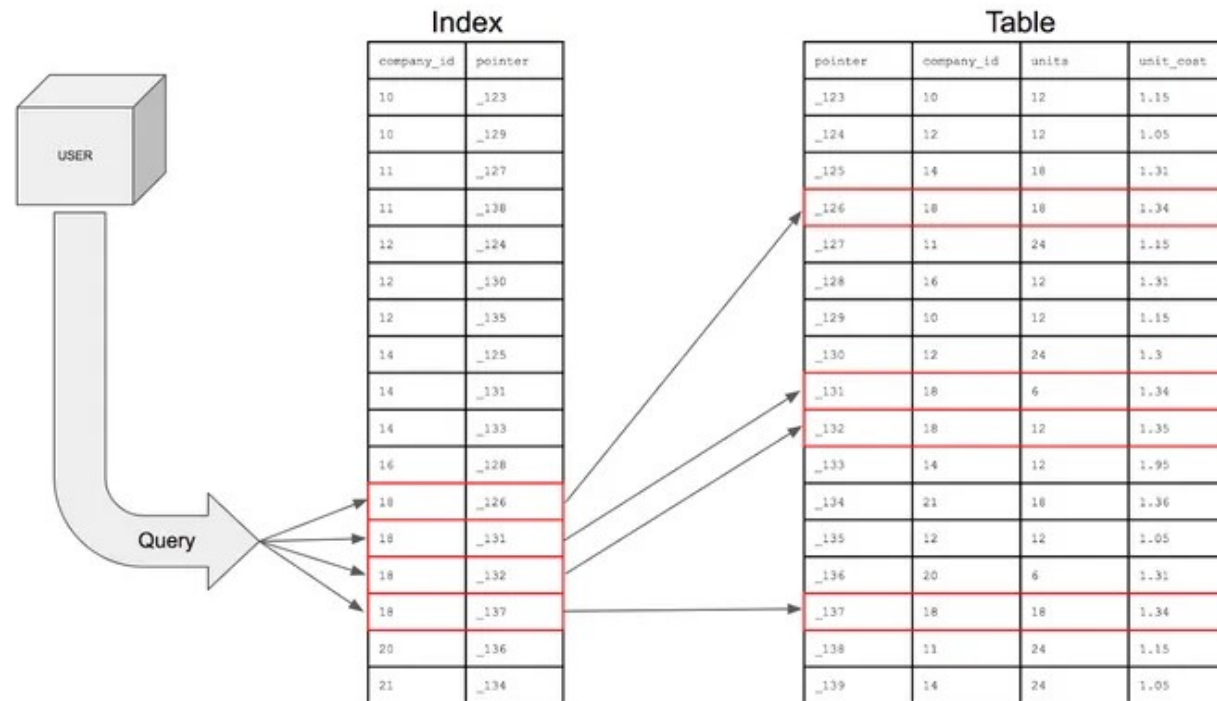 Index
company_id pointer
10 _123
10 _129
11 _127
11 _138
12 _124
12 _130
12 _135
14 _125
14 _131
14 _133
16 _128
18 _126
18 _131
18 _132
18 _137
20 _136
21 _134
Table
pointer company_id units unit_cost
_123 10 12 1.15
_124 12 12 1.05
_125 14 18 1.31
_126 18 18 1.34
_127 11 24 1.15
_128 16 12 1.31
_129 10 12 1.15
_130 12 24 1.3
_131 18 6 1.34
_132 18 12 1.35
_133 14 12 1.95
_134 21 18 1.36
_135 12 12 1.05
_136 20 6 1.31
_137 18 18 1.34
_138 11 24 1.15
_139 14 24 1.05
USER
Query